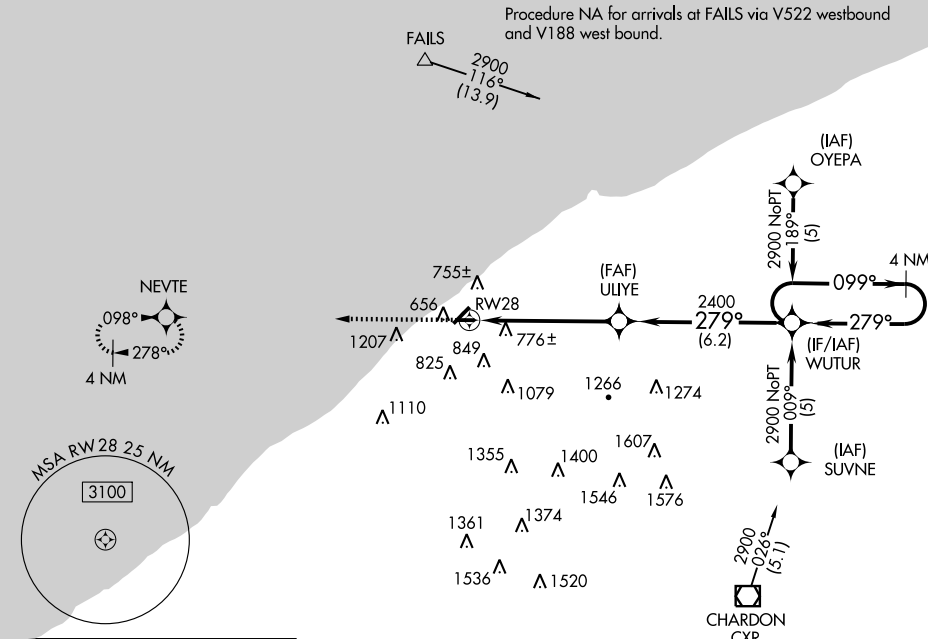 Procedure NA for arrivals at FAILS via V522 westbound
and V188 west bound.
FAILS
2900
116°
(13.9)
(IAF)
OYEPA
2900 NoPT
189°
(5)
4 NM
099°
279°
(IF/IAF)
WUTUR
(FAF)
ULIYE
2400
279°
(6.2)
NEVTE
098°
278°
4 NM
755±
656
RW28
1207
849
776±
825
1079
1266
1274
1110
2900 NoPT
009°
(5)
(IAF)
SUVNE
1607
1355
1400
1546
1576
MSA RW28 25 NM
3100
1361
1374
1536
1520
2900
026°
(5.1)
CHARDON
CXR